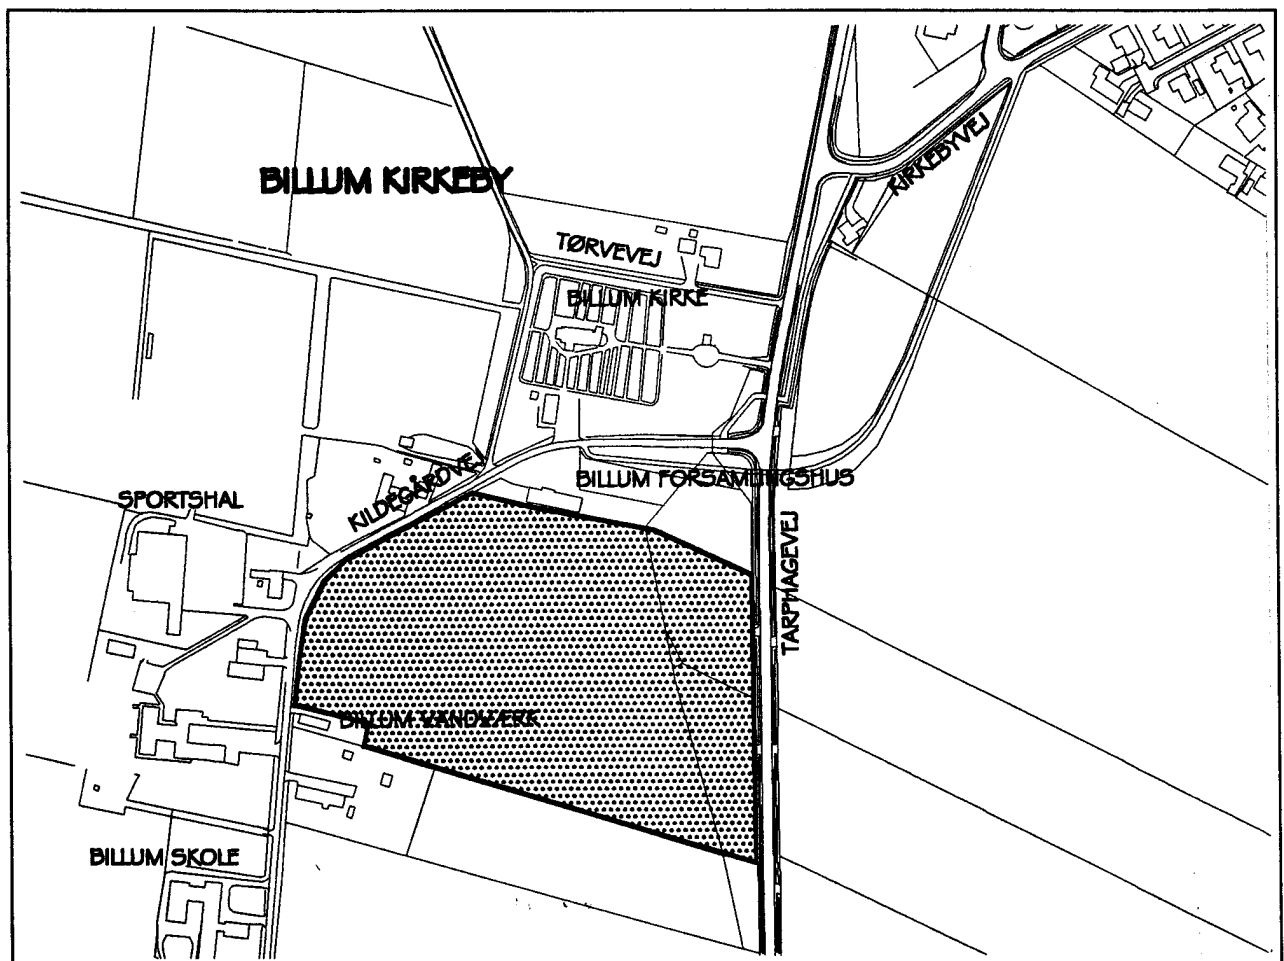 KIRKEBYVEJ
BILLUM KIRKEBY
TØRVEVEJ
BILLUM KIRKE
KILDEGÅRDVEJ
BILLUM FORSAMLINGSHUS
SPORTSHAL
TARPHAGEVEJ
BILLUM VANDVÆRK
BILLUM SKOLE